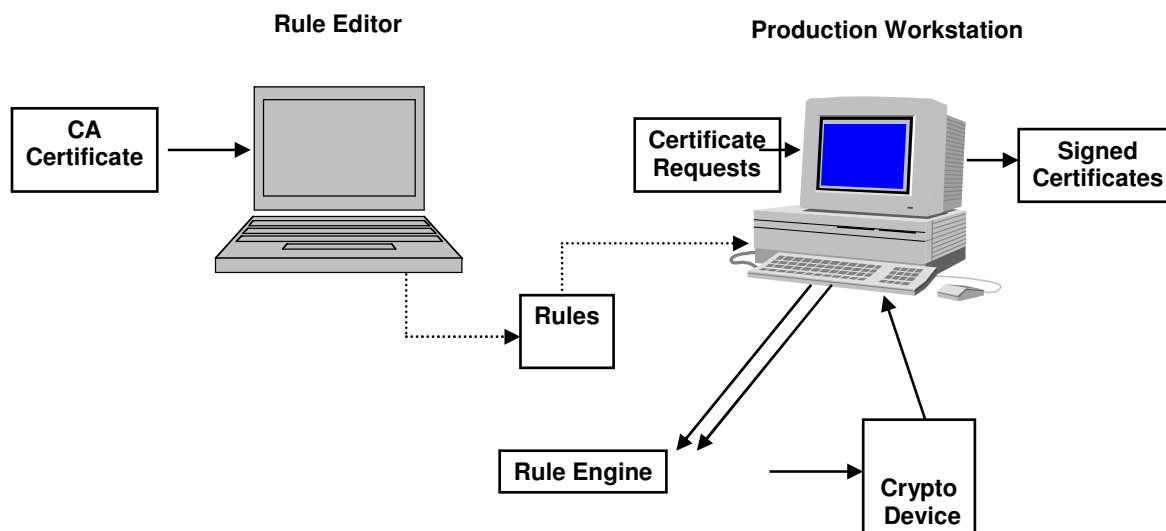 Rule Editor
Production Workstation
CA
Certificate
Certificate
Requests
Signed
Certificates
Rules
Rule Engine
Crypto
Device